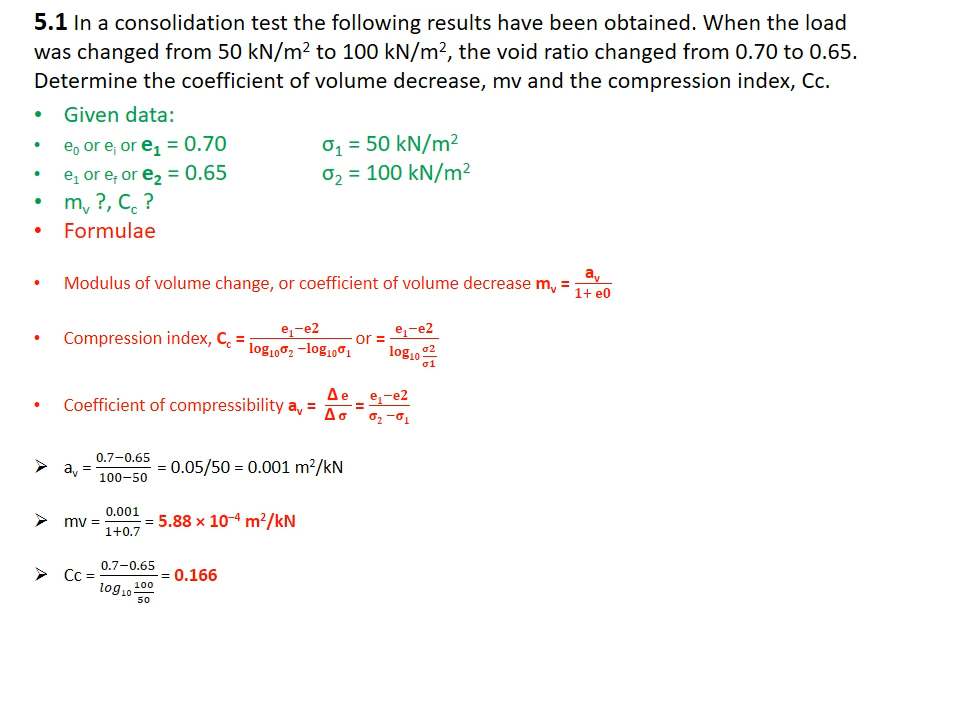 5.1 In a consolidation test the following results have been obtained. When the load
was changed from 50 kN/m² to 100 kN/m², the void ratio changed from 0.70 to 0.65.
Determine the coefficient of volume decrease, mv and the compression index, Cc.
• Given data:
• e₀ or eᵢ or e₁ = 0.70 σ₁ = 50 kN/m²
• e₁ or e_f or e₂ = 0.65 σ₂ = 100 kN/m²
• mᵥ ?, C_c ?
• Formulae
• Modulus of volume change, or coefficient of volume decrease mᵥ = aᵥ / 1+ e0
• Compression index, C_c = e₁−e2 / log₁₀σ₂ −log₁₀σ₁ or = e₁−e2 / log₁₀ σ2/σ1
• Coefficient of compressibility aᵥ = Δ e / Δ σ = e₁−e2 / σ₂ −σ₁
➢ aᵥ = 0.7−0.65 / 100−50 = 0.05/50 = 0.001 m²/kN
➢ mv = 0.001 / 1+0.7 = 5.88 × 10⁻⁴ m²/kN
➢ Cc = 0.7−0.65 / log₁₀ 100/50 = 0.166